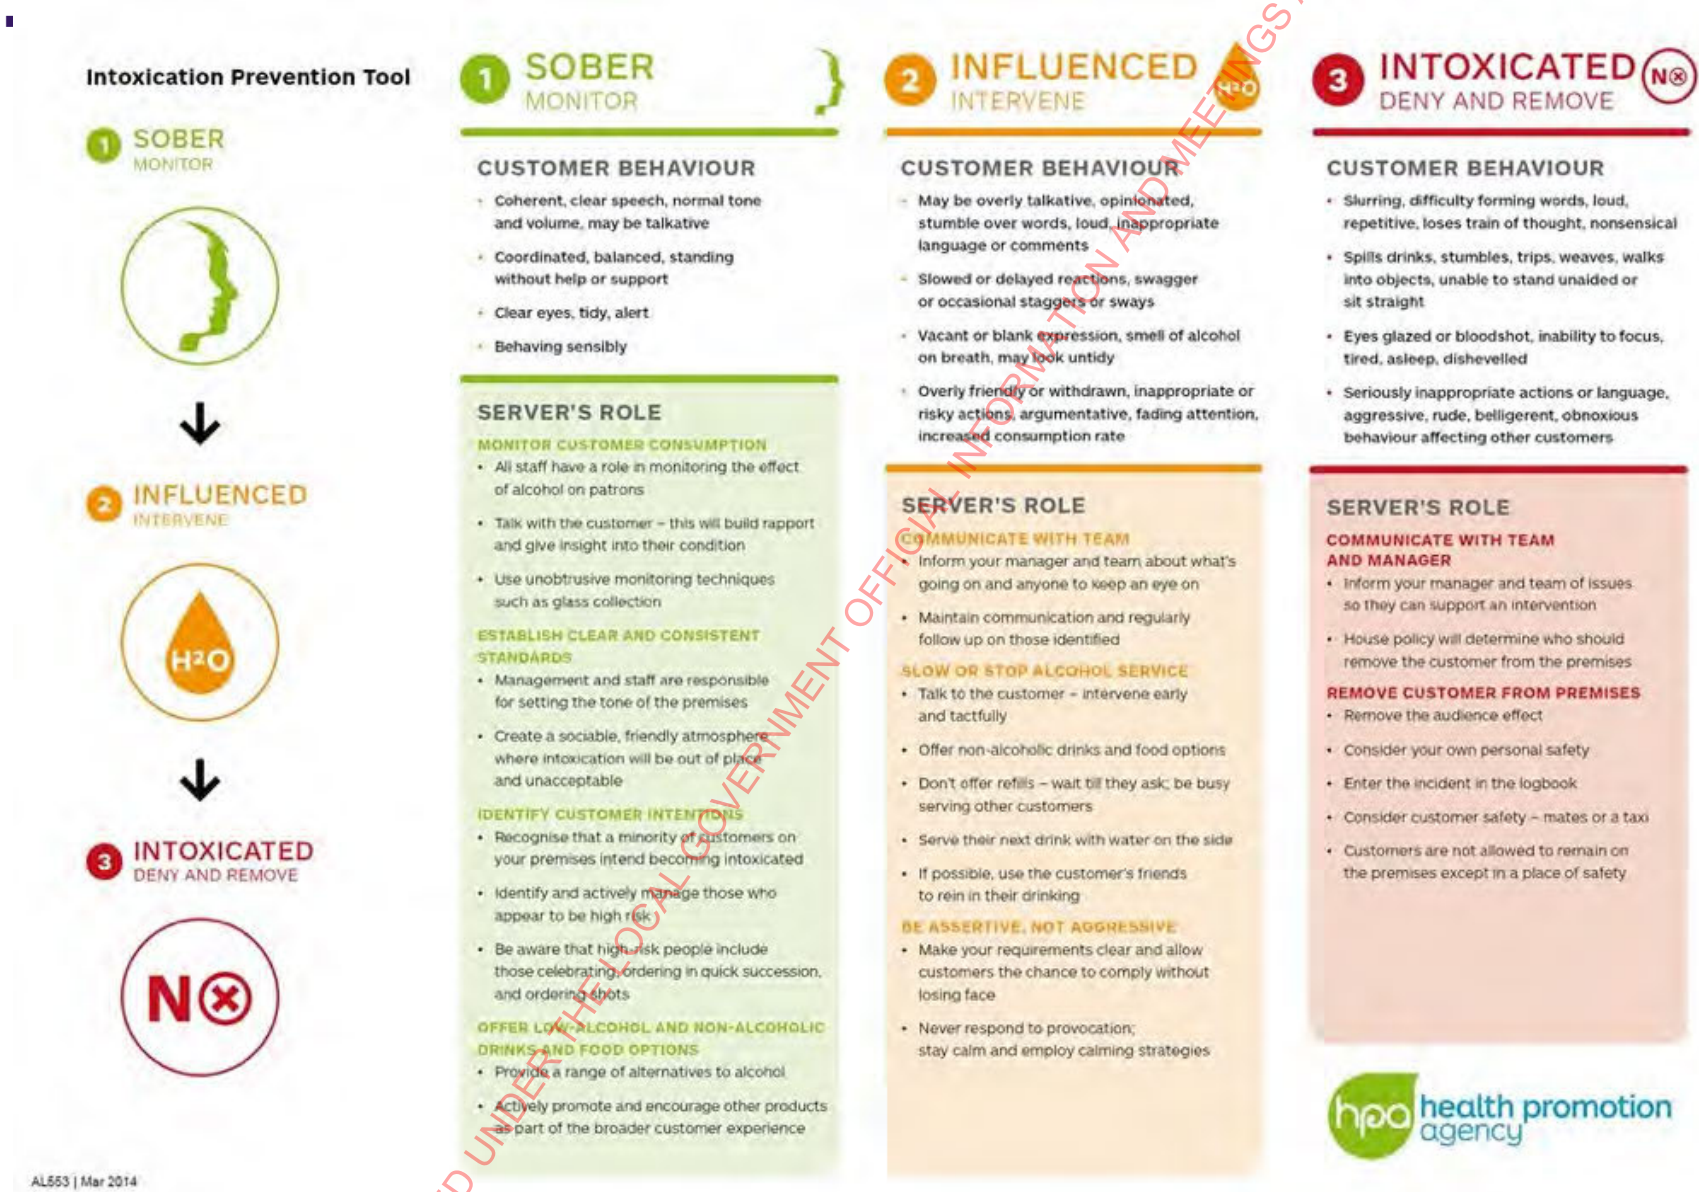 Intoxication Prevention Tool
1 SOBER
MONITOR
2 INFLUENCED
INTERVENE
H²O
3 INTOXICATED
DENY AND REMOVE
NO
AL553 | Mar 2014
1 SOBER
MONITOR
CUSTOMER BEHAVIOUR
• Coherent, clear speech, normal tone
and volume, may be talkative
• Coordinated, balanced, standing
without help or support
• Clear eyes, tidy, alert
• Behaving sensibly
SERVER'S ROLE
MONITOR CUSTOMER CONSUMPTION
• All staff have a role in monitoring the effect
of alcohol on patrons
• Talk with the customer – this will build rapport
and give insight into their condition
• Use unobtrusive monitoring techniques
such as glass collection
ESTABLISH CLEAR AND CONSISTENT
STANDARDS
• Management and staff are responsible
for setting the tone of the premises
• Create a sociable, friendly atmosphere
where intoxication will be out of place
and unacceptable
IDENTIFY CUSTOMER INTENTIONS
• Recognise that a minority of customers on
your premises intend becoming intoxicated
• Identify and actively manage those who
appear to be high risk
• Be aware that high-risk people include
those celebrating, ordering in quick succession,
and ordering shots
OFFER LOW-ALCOHOL AND NON-ALCOHOLIC
DRINKS AND FOOD OPTIONS
• Provide a range of alternatives to alcohol
• Actively promote and encourage other products
as part of the broader customer experience
2 INFLUENCED
INTERVENE
H²O
CUSTOMER BEHAVIOUR
• May be overly talkative, opinionated,
stumble over words, loud, inappropriate
language or comments
• Slowed or delayed reactions, swagger
or occasional staggers or sways
• Vacant or blank expression, smell of alcohol
on breath, may look untidy
• Overly friendly or withdrawn, inappropriate or
risky actions, argumentative, fading attention,
increased consumption rate
SERVER'S ROLE
COMMUNICATE WITH TEAM
• Inform your manager and team about what's
going on and anyone to keep an eye on
• Maintain communication and regularly
follow up on those identified
SLOW OR STOP ALCOHOL SERVICE
• Talk to the customer – intervene early
and tactfully
• Offer non-alcoholic drinks and food options
• Don't offer refills – wait till they ask; be busy
serving other customers
• Serve their next drink with water on the side
• If possible, use the customer's friends
to rein in their drinking
BE ASSERTIVE, NOT AGGRESSIVE
• Make your requirements clear and allow
customers the chance to comply without
losing face
• Never respond to provocation;
stay calm and employ calming strategies
3 INTOXICATED
DENY AND REMOVE
NO
CUSTOMER BEHAVIOUR
• Slurring, difficulty forming words, loud,
repetitive, loses train of thought, nonsensical
• Spills drinks, stumbles, trips, weaves, walks
into objects, unable to stand unaided or
sit straight
• Eyes glazed or bloodshot, inability to focus,
tired, asleep, dishevelled
• Seriously inappropriate actions or language,
aggressive, rude, belligerent, obnoxious
behaviour affecting other customers
SERVER'S ROLE
COMMUNICATE WITH TEAM
AND MANAGER
• Inform your manager and team of issues
so they can support an intervention
• House policy will determine who should
remove the customer from the premises
REMOVE CUSTOMER FROM PREMISES
• Remove the audience effect
• Consider your own personal safety
• Enter the incident in the logbook
• Consider customer safety – mates or a taxi
• Customers are not allowed to remain on
the premises except in a place of safety
hpa health promotion
agency
D UNDER THE LOCAL GOVERNMENT OFFICIAL INFORMATION AND MEETINGS